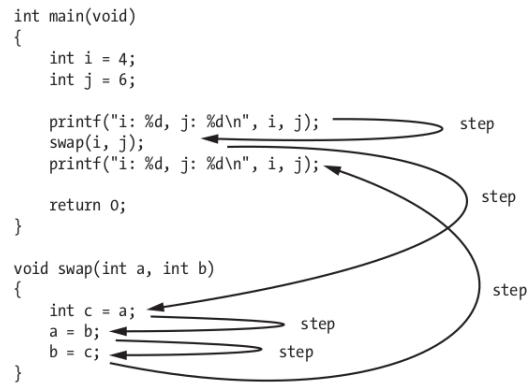 int main(void)
{
    int i = 4;
    int j = 6;
    printf("i: %d, j: %d\n", i, j);
step
    swap(i, j);
    printf("i: %d, j: %d\n", i, j);
step
    return 0;
}
void swap(int a, int b)
{
step
    int c = a;
    a = b;
step
    b = c;
step
}